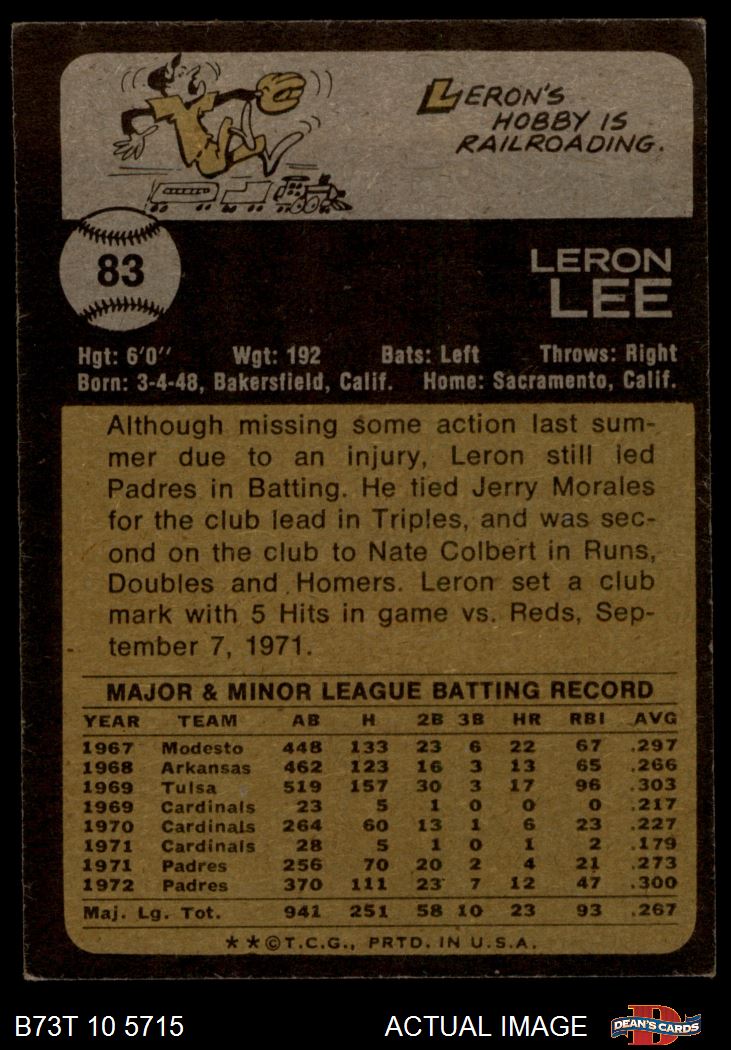 LERON'S
HOBBY IS
RAILROADING.
83
LERON
LEE
Hgt: 6'0" Wgt: 192 Bats: Left Throws: Right
Born: 3-4-48, Bakersfield, Calif. Home: Sacramento, Calif.
Although missing some action last sum-
mer due to an injury, Leron still led
Padres in Batting. He tied Jerry Morales
for the club lead in Triples, and was sec-
ond on the club to Nate Colbert in Runs,
Doubles and Homers. Leron set a club
mark with 5 Hits in game vs. Reds, Sep-
tember 7, 1971.
MAJOR & MINOR LEAGUE BATTING RECORD
YEAR TEAM AB H 2B 3B HR RBI AVG
1967 Modesto 448 133 23 6 22 67 .297
1968 Arkansas 462 123 16 3 13 65 .266
1969 Tulsa 519 157 30 3 17 96 .303
1969 Cardinals 23 5 1 0 0 0 .217
1970 Cardinals 264 60 13 1 6 23 .227
1971 Cardinals 28 5 1 0 1 2 .179
1971 Padres 256 70 20 2 4 21 .273
1972 Padres 370 111 23 7 12 47 .300
Maj. Lg. Tot. 941 251 58 10 23 93 .267
★★©T.C.G., PRTD. IN U.S.A.
B73T 10 5715 ACTUAL IMAGE D DEAN'S CARDS